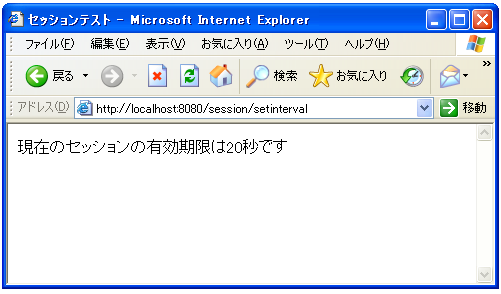 セッションテスト - Microsoft Internet Explorer
ファイル(F) 編集(E) 表示(V) お気に入り(A) ツール(T) ヘルプ(H)
戻る 検索 お気に入り
アドレス(D) http://localhost:8080/session/setinterval 移動
現在のセッションの有効期限は20秒です